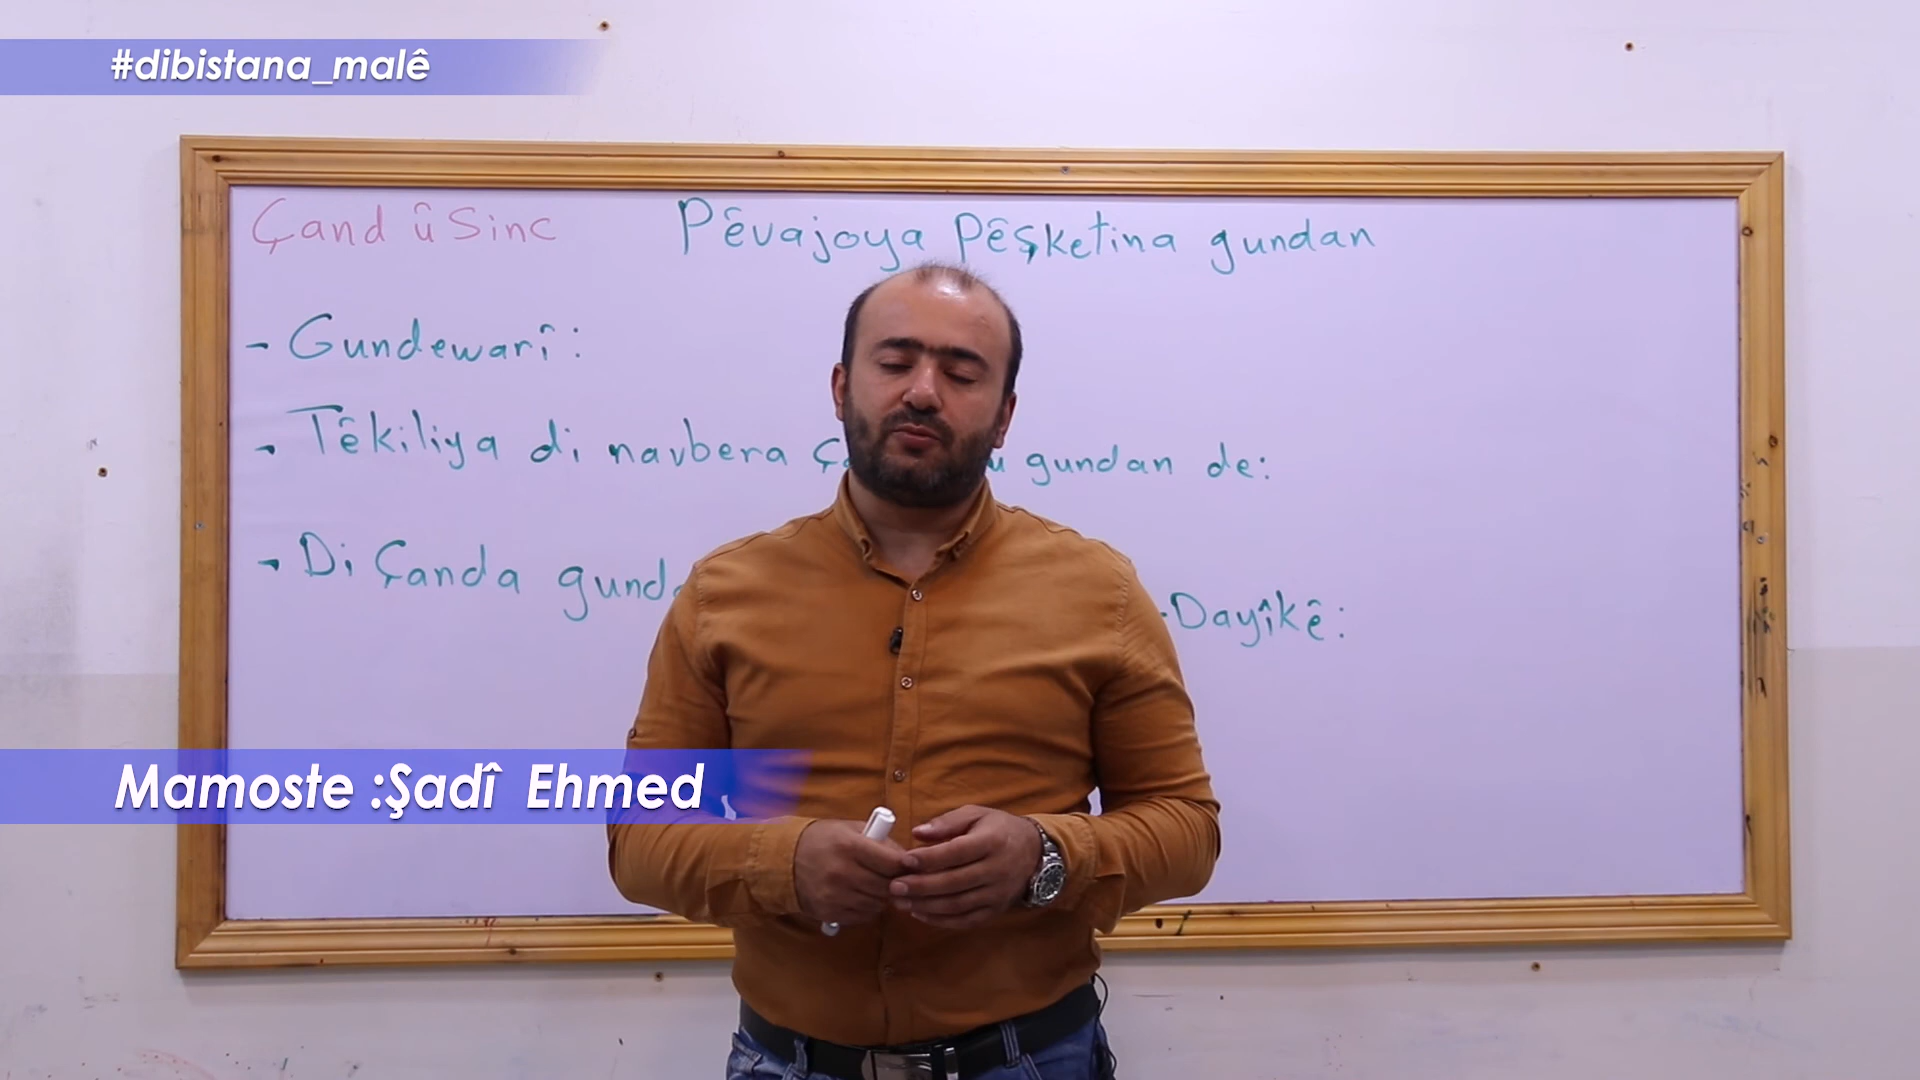 #dibistana_malê
Çand û Sinc
Pêvajoya Pêşketina gundan
- Gundewarî:
- Têkiliya di navbera gundan de:
- Di Çanda
-Dayîkê:
Mamoste :Şadî Ehmed